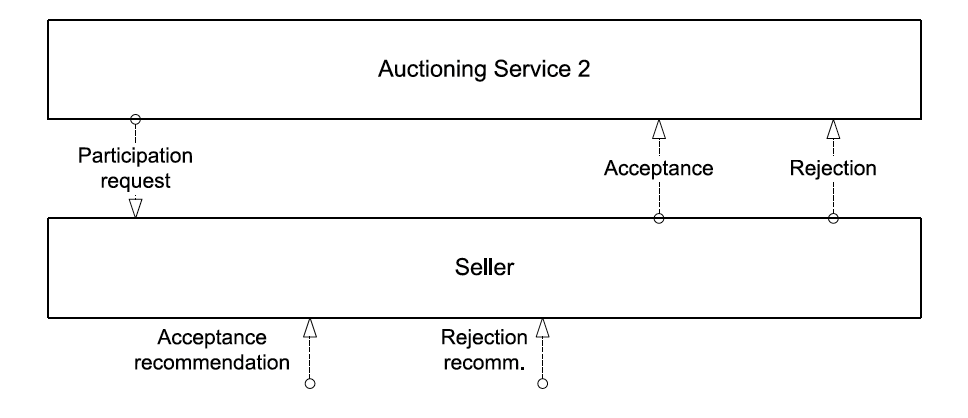 Auctioning Service 2
Participation
request
Acceptance
Rejection
Seller
Acceptance
recommendation
Rejection
recomm.